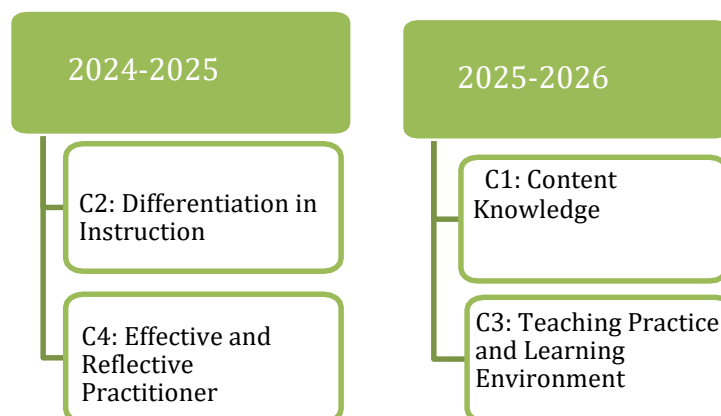 2024-2025
C2: Differentiation in
Instruction
C4: Effective and
Reflective
Practitioner
2025-2026
C1: Content
Knowledge
C3: Teaching Practice
and Learning
Environment